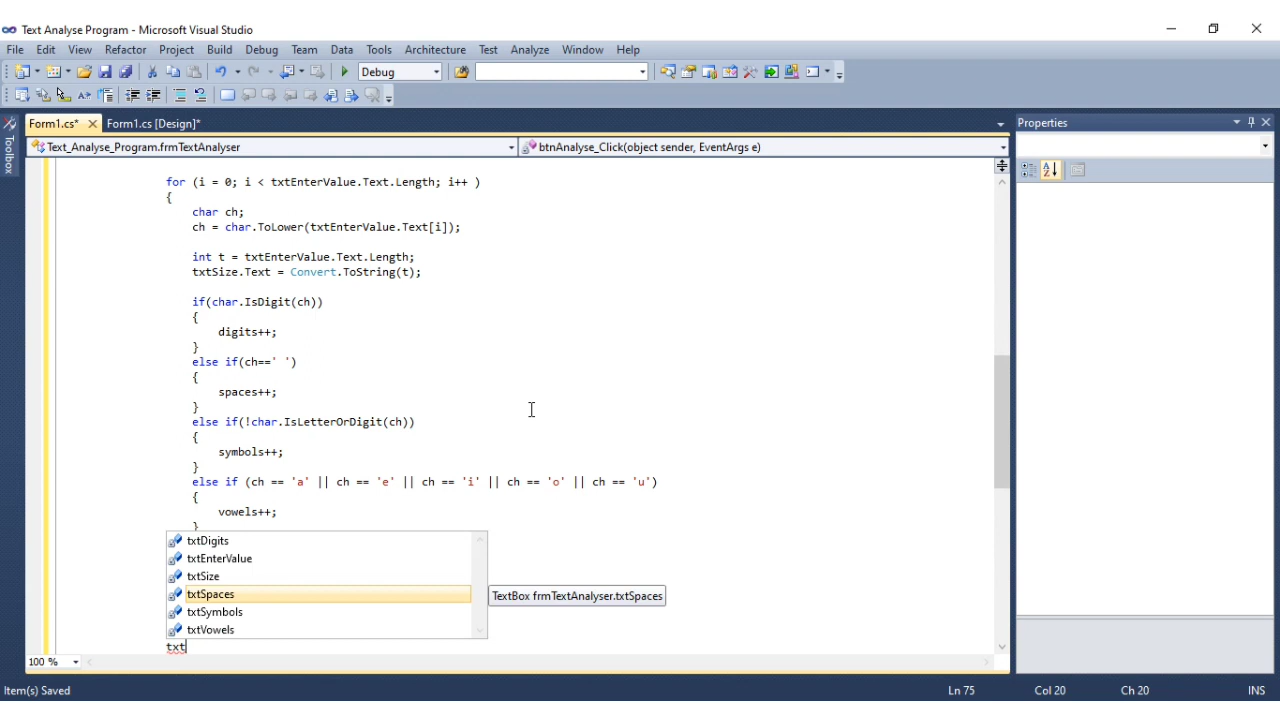 Text Analyse Program - Microsoft Visual Studio
File Edit View Refactor Project Build Debug Team Data Tools Architecture Test Analyze Window Help
Debug
Form1.cs* Form1.cs [Design]* Properties
Toolbox
Text_Analyse_Program.frmTextAnalyser btnAnalyse_Click(object sender, EventArgs e)
for (i = 0; i < txtEnterValue.Text.Length; i++ )
{
char ch;
ch = char.ToLower(txtEnterValue.Text[i]);
int t = txtEnterValue.Text.Length;
txtSize.Text = Convert.ToString(t);
if(char.IsDigit(ch))
{
digits++;
}
else if(ch==' ')
{
spaces++;
}
else if(!char.IsLetterOrDigit(ch))
{
symbols++;
}
else if (ch == 'a' || ch == 'e' || ch == 'i' || ch == 'o' || ch == 'u')
{
vowels++;
}
txtDigits
txtEnterValue
txtSize
txtSpaces TextBox frmTextAnalyser.txtSpaces
txtSymbols
txtVowels
txt
100 %
Item(s) Saved Ln 75 Col 20 Ch 20 INS